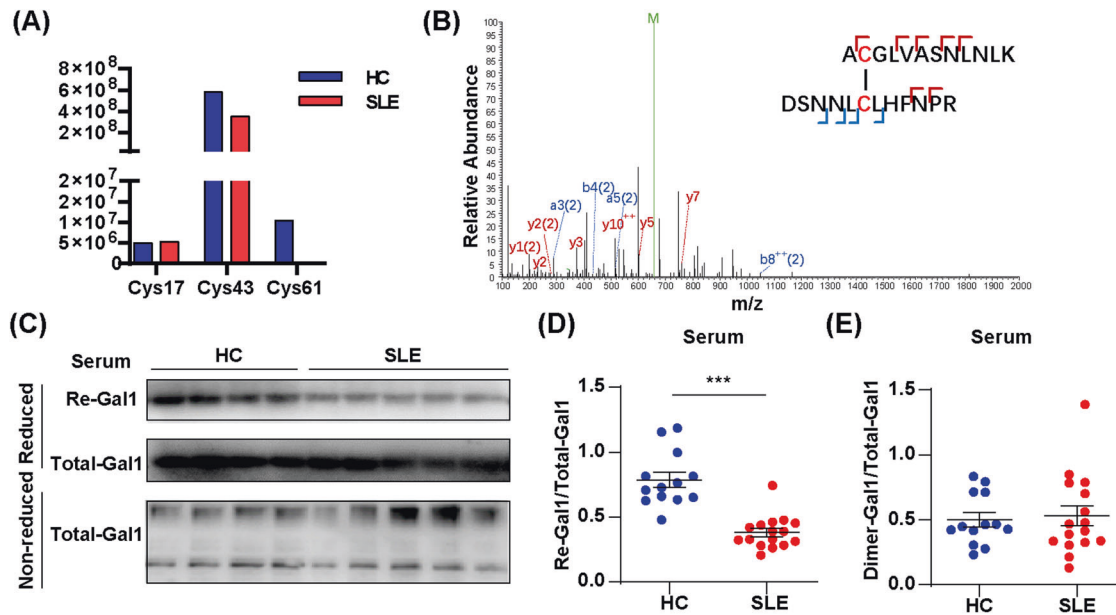 (A)
8×10⁸
6×10⁸
4×10⁸
2×10⁸
2×10⁷
1×10⁷
5×10⁶
0
Cys17 Cys43 Cys61
HC
SLE
(B)
M
Relative Abundance
100
95
90
85
80
75
70
65
60
55
50
45
40
35
30
25
20
15
10
5
0
y1(2)
y2
y2(2)
a3(2)
y3
b4(2)
a5(2)
y10⁺⁺
y5
y7
b8⁺⁺(2)
100 200 300 400 500 600 700 800 900 1000 1100 1200 1300 1400 1500 1600 1700 1800 1900 2000
m/z
ACGLVASNLNLK
DSNNLCLHFNPR
(C)
Serum HC SLE
Reduced
Re-Gal1
Total-Gal1
Non-reduced
Total-Gal1
(D)
Serum
Re-Gal1/Total-Gal1
1.5
1.0
0.5
0.0
***
HC SLE
(E)
Serum
Dimer-Gal1/Total-Gal1
1.5
1.0
0.5
0.0
HC SLE